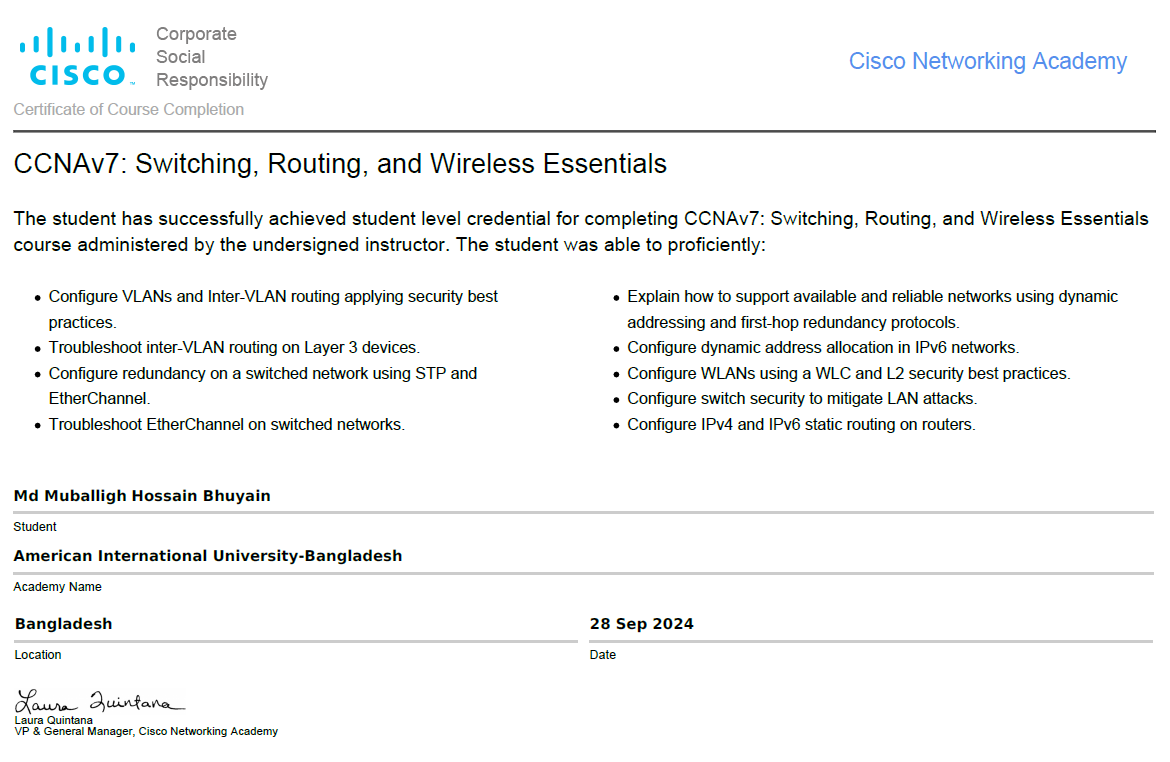 CISCO
Corporate
Social
Responsibility
Cisco Networking Academy
Certificate of Course Completion
CCNAv7: Switching, Routing, and Wireless Essentials
The student has successfully achieved student level credential for completing CCNAv7: Switching, Routing, and Wireless Essentials
course administered by the undersigned instructor. The student was able to proficiently:
• Configure VLANs and Inter-VLAN routing applying security best
practices.
• Troubleshoot inter-VLAN routing on Layer 3 devices.
• Configure redundancy on a switched network using STP and
EtherChannel.
• Troubleshoot EtherChannel on switched networks.
• Explain how to support available and reliable networks using dynamic
addressing and first-hop redundancy protocols.
• Configure dynamic address allocation in IPv6 networks.
• Configure WLANs using a WLC and L2 security best practices.
• Configure switch security to mitigate LAN attacks.
• Configure IPv4 and IPv6 static routing on routers.
Md Muballigh Hossain Bhuyain
Student
American International University-Bangladesh
Academy Name
Bangladesh
Location
28 Sep 2024
Date
Laura Quintana
Laura Quintana
VP & General Manager, Cisco Networking Academy